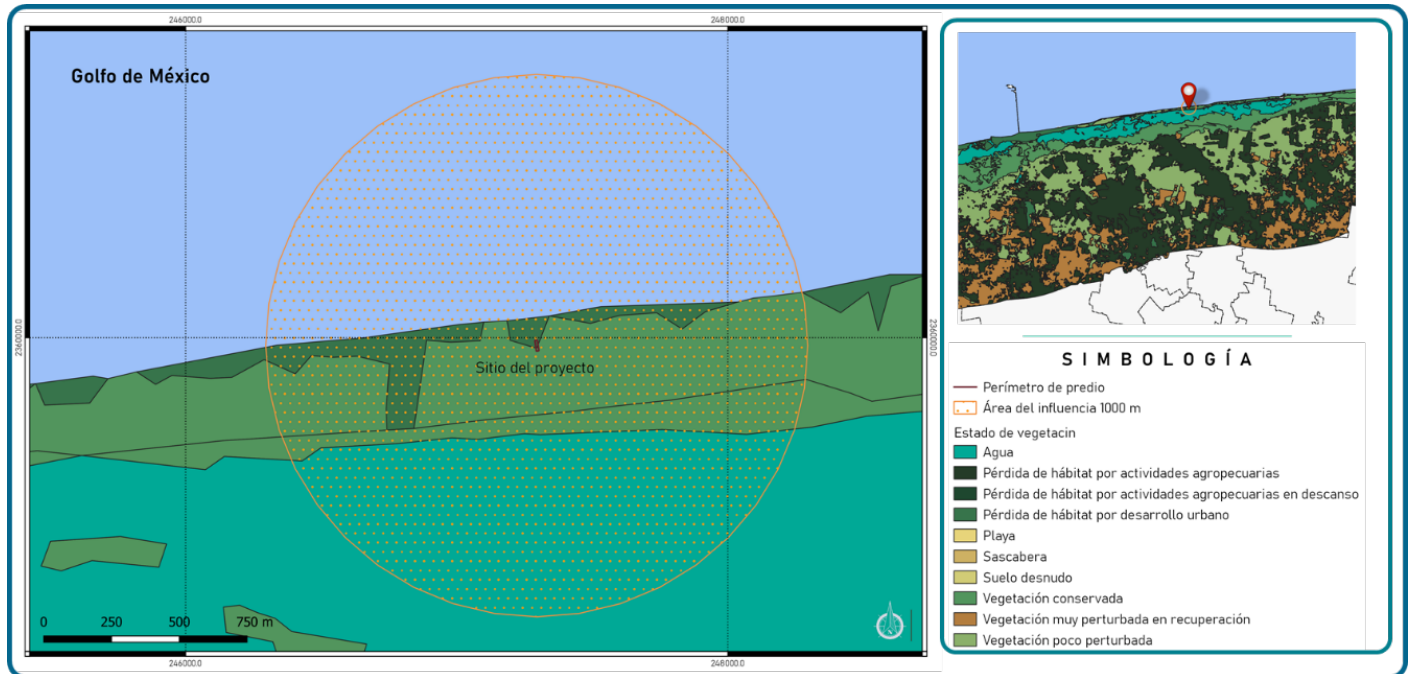 246000.0
248000.0
Golfo de México
2360000.0
2360000.0
Sitio del proyecto
0 250 500 750 m
246000.0
248000.0
SIMBOLOGÍA
Perímetro de predio
Área del influencia 1000 m
Estado de vegetacin
Agua
Pérdida de hábitat por actividades agropecuarias
Pérdida de hábitat por actividades agropecuarias en descanso
Pérdida de hábitat por desarrollo urbano
Playa
Sascabera
Suelo desnudo
Vegetación conservada
Vegetación muy perturbada en recuperación
Vegetación poco perturbada